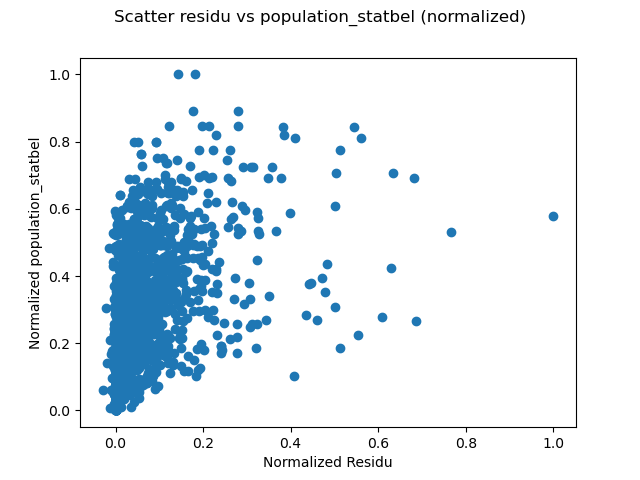 Scatter residu vs population_statbel (normalized)
1.0
0.8
0.6
0.4
0.2
0.0
Normalized population_statbel
0.0 0.2 0.4 0.6 0.8 1.0
Normalized Residu